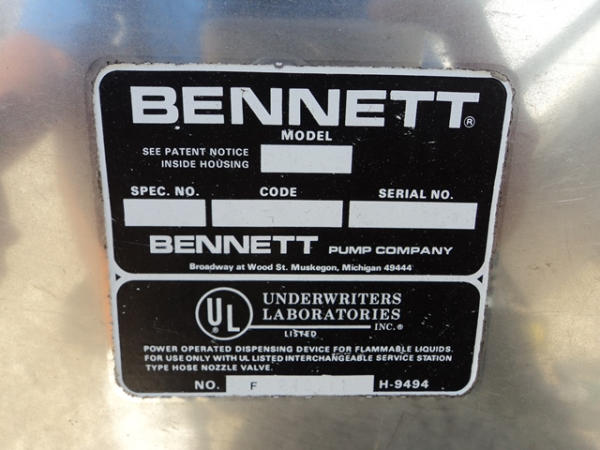 BENNETT®
MODEL
SEE PATENT NOTICE
INSIDE HOUSING
SPEC. NO. CODE SERIAL NO.
BENNETT PUMP COMPANY
Broadway at Wood St. Muskegon, Michigan 49444
UL
UNDERWRITERS
LABORATORIES
INC.®
LISTED
POWER OPERATED DISPENSING DEVICE FOR FLAMMABLE LIQUIDS.
FOR USE ONLY WITH UL LISTED INTERCHANGEABLE SERVICE STATION
TYPE HOSE NOZZLE VALVE.
NO. F H-9494